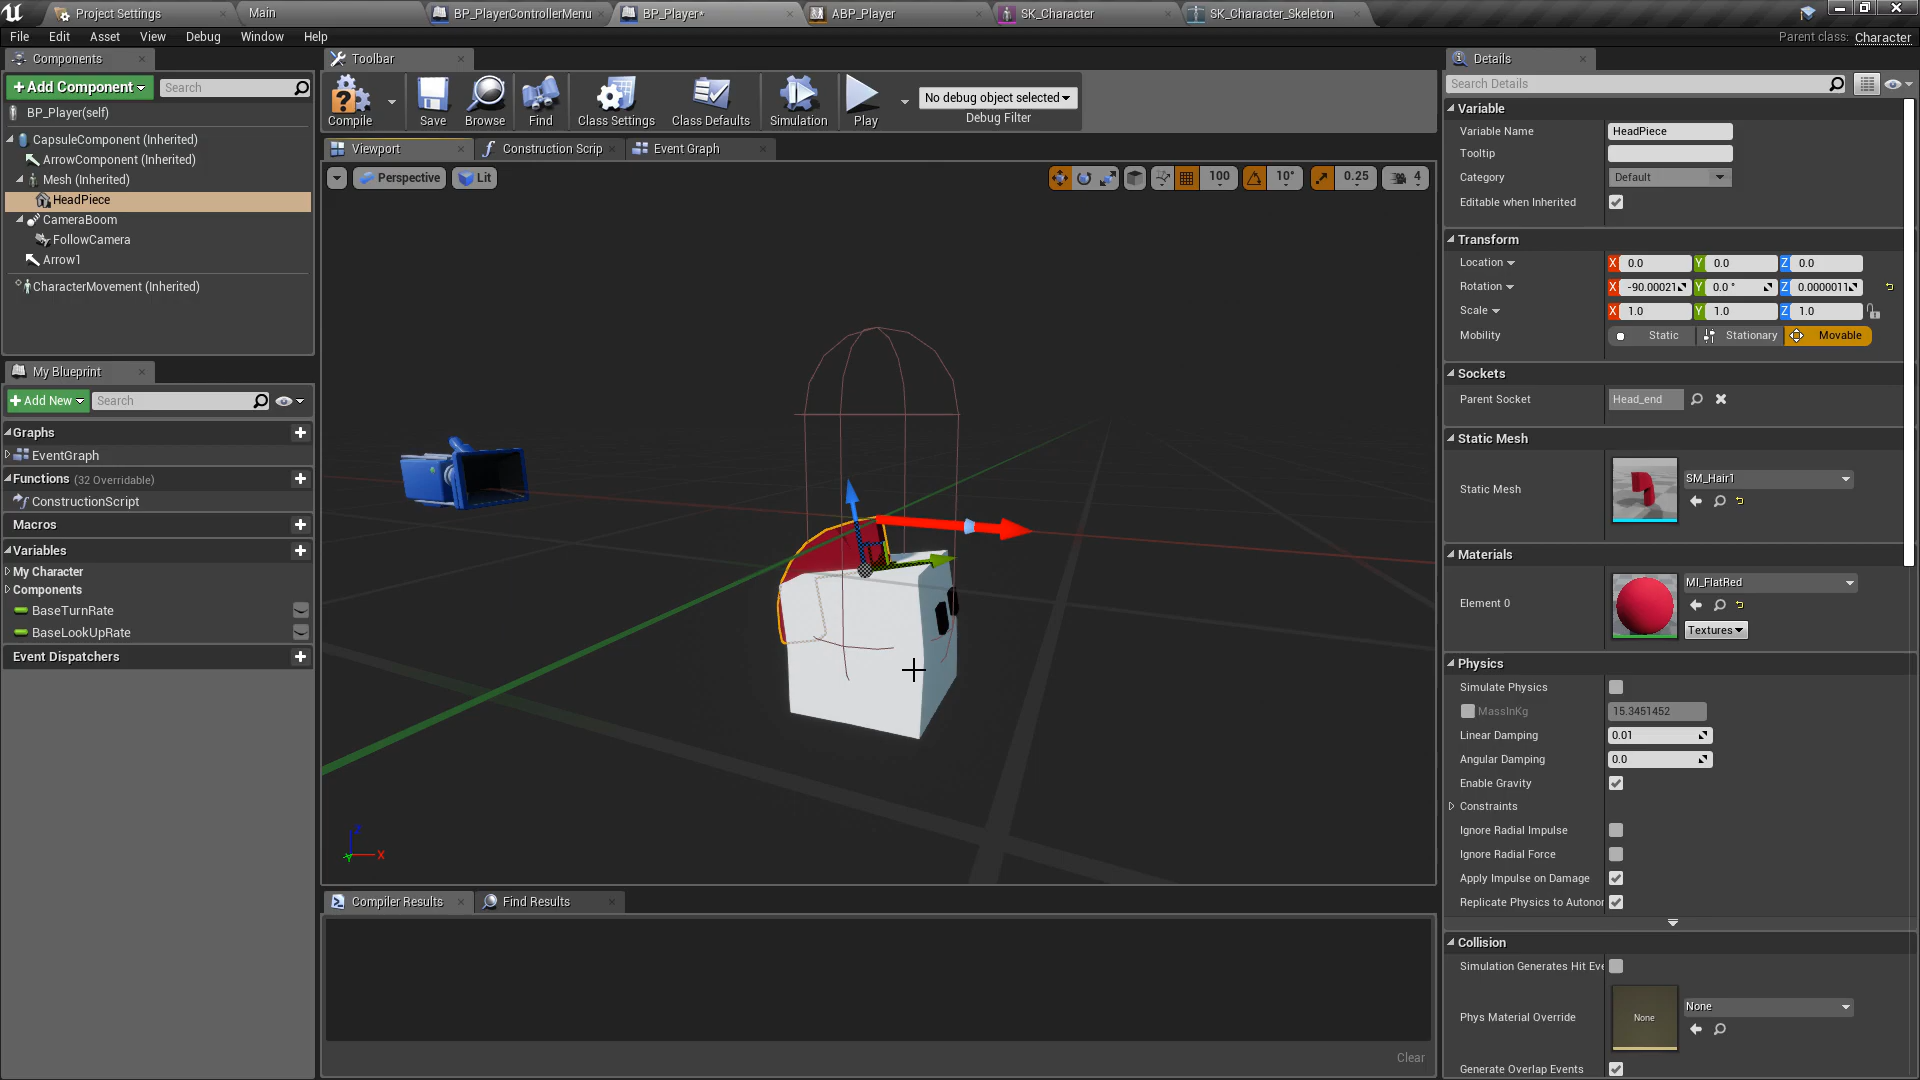 Project Settings
Main
BP_PlayerControllerMenu
BP_Player*
ABP_Player
SK_Character
SK_Character_Skeleton
File
Edit
Asset
View
Debug
Window
Help
Parent class: Character
Components
+Add Component
Search
BP_Player(self)
CapsuleComponent (Inherited)
ArrowComponent (Inherited)
Mesh (Inherited)
HeadPiece
CameraBoom
FollowCamera
Arrow1
CharacterMovement (Inherited)
My Blueprint
+Add New
Search
Graphs
EventGraph
Functions (32 Overridable)
ConstructionScript
Macros
Variables
My Character
Components
BaseTurnRate
BaseLookUpRate
Event Dispatchers
Toolbar
Compile
Save
Browse
Find
Class Settings
Class Defaults
Simulation
Play
No debug object selected
Debug Filter
Viewport
Construction Scrip
Event Graph
Perspective
Lit
100
10°
0.25
4
Z
X
Y
Compiler Results
Find Results
Clear
Details
Search Details
Variable
Variable Name
HeadPiece
Tooltip
Category
Default
Editable when Inherited
Transform
Location
X 0.0
Y 0.0
Z 0.0
Rotation
X -90.00021
Y 0.0 °
Z 0.0000011
Scale
X 1.0
Y 1.0
Z 1.0
Mobility
Static
Stationary
Movable
Sockets
Parent Socket
Head_end
Static Mesh
Static Mesh
SM_Hair1
Materials
Element 0
MI_FlatRed
Textures
Physics
Simulate Physics
MassInKg
15.3451452
Linear Damping
0.01
Angular Damping
0.0
Enable Gravity
Constraints
Ignore Radial Impulse
Ignore Radial Force
Apply Impulse on Damage
Replicate Physics to Autonor
Collision
Simulation Generates Hit Eve
Phys Material Override
None
None
Generate Overlap Events